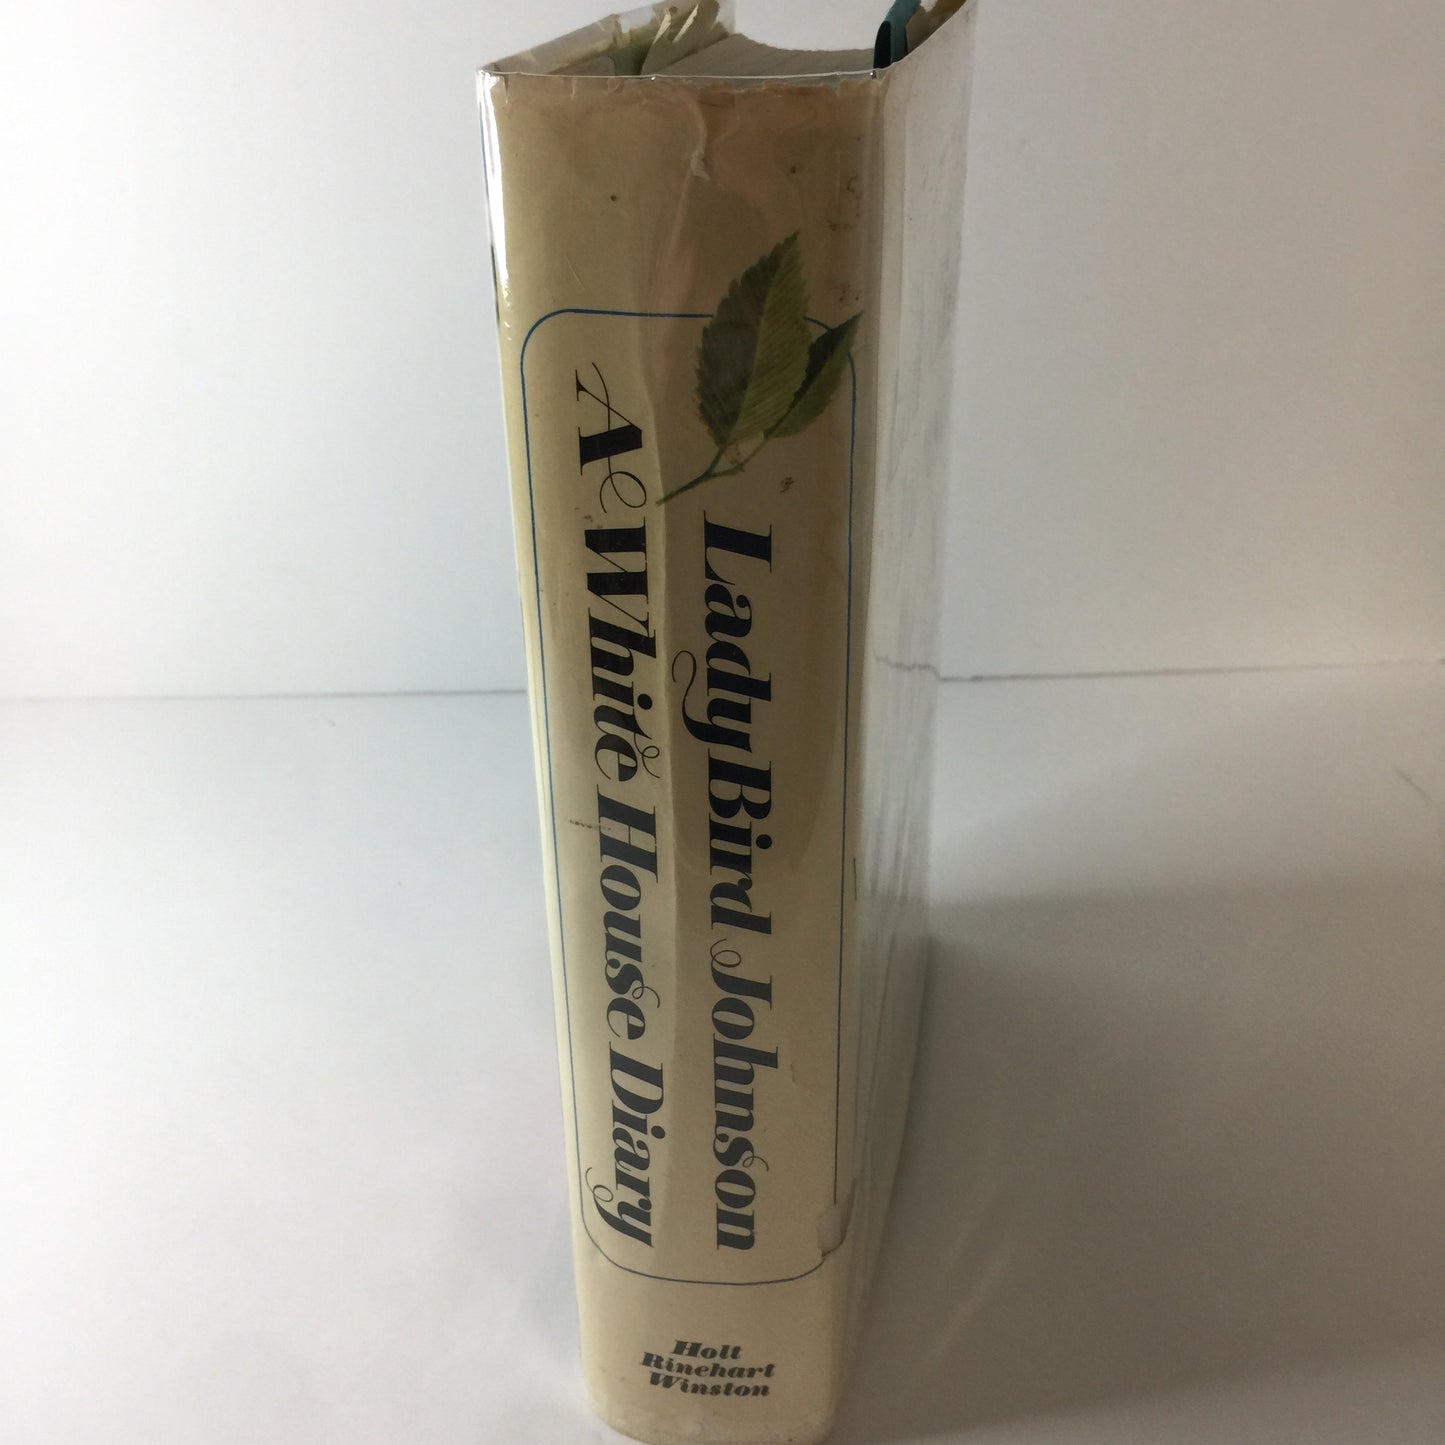 Lady Bird Johnson
A White House Diary
Holt
Rinehart
Winston